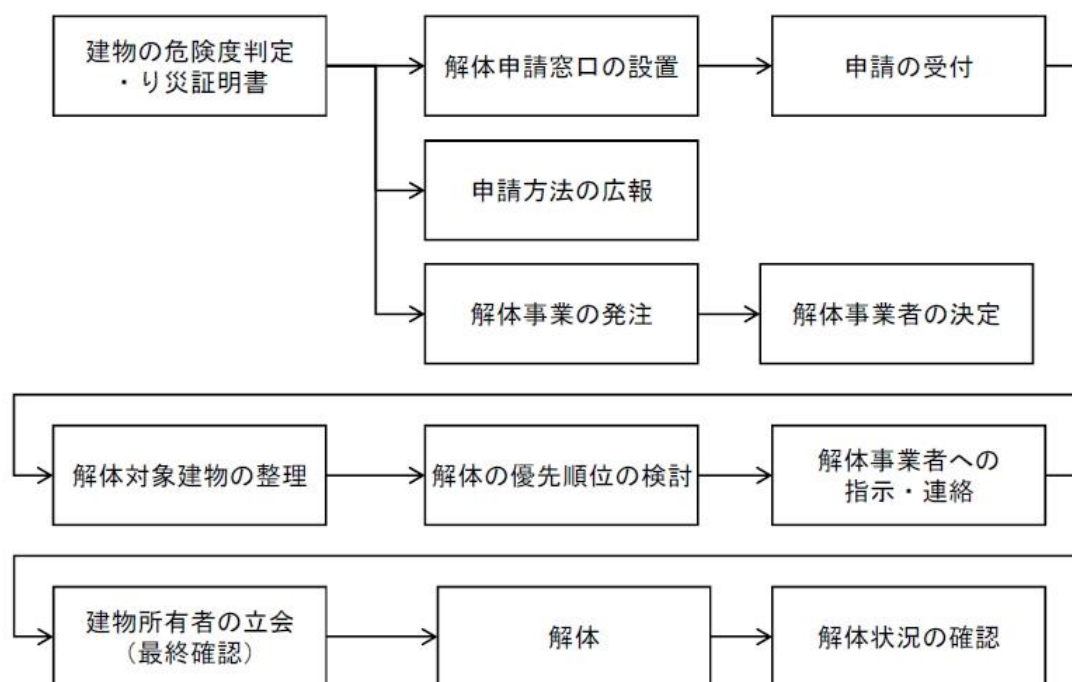 建物の危険度判定
・り災証明書
解体申請窓口の設置
申請の受付
申請方法の広報
解体事業の発注
解体事業者の決定
解体対象建物の整理
解体の優先順位の検討
解体事業者への
指示・連絡
建物所有者の立会
（最終確認）
解体
解体状況の確認